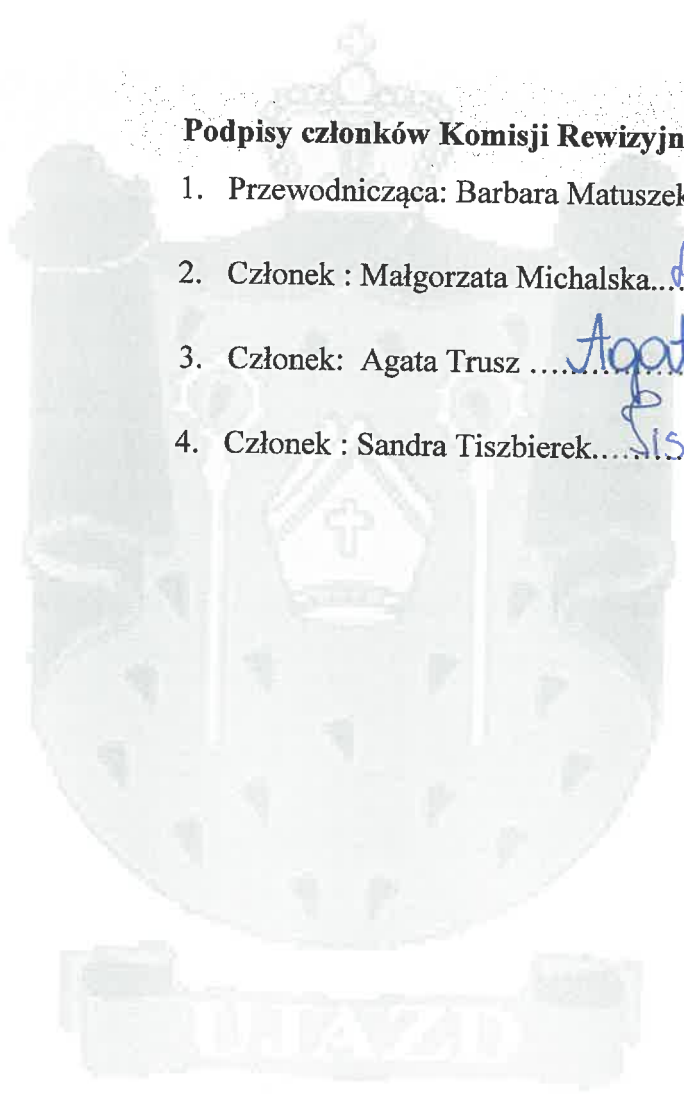 Podpisy członków Komisji Rewizyjn
1. Przewodnicząca: Barbara Matuszek
2. Członek : Małgorzata Michalska...
3. Członek: Agata Trusz .... Agat
4. Członek : Sandra Tiszbierek....
UJAZD